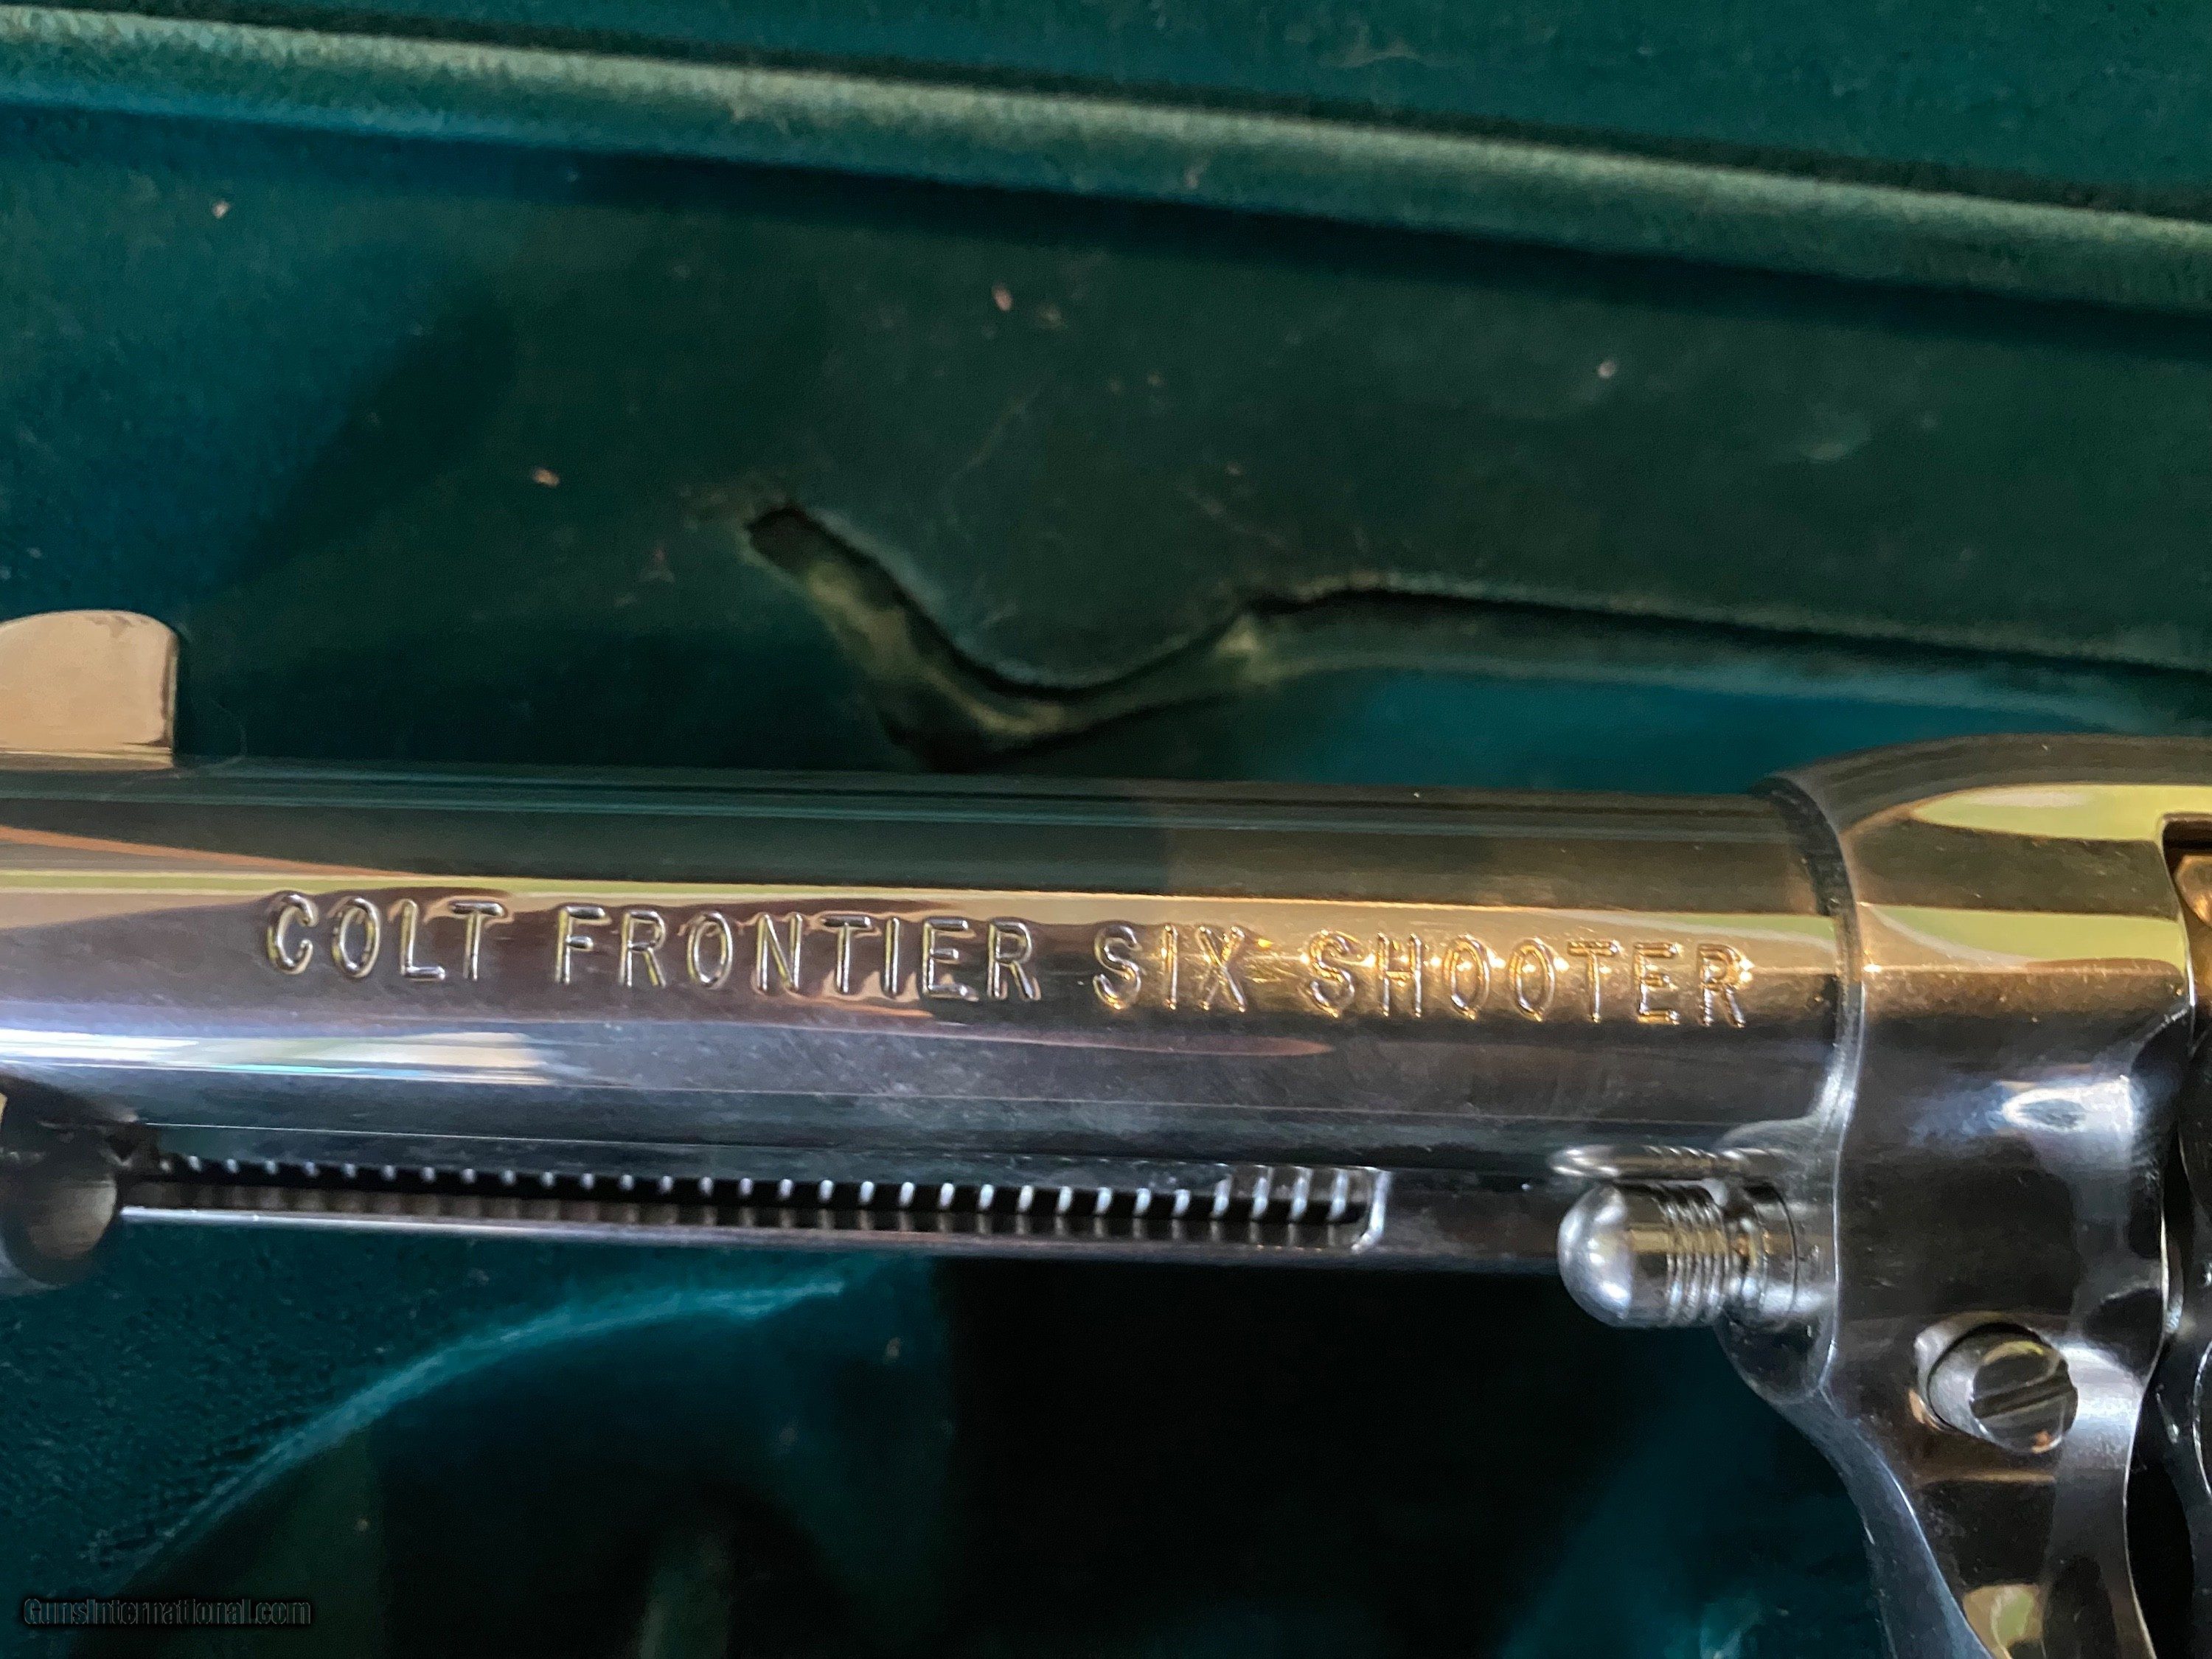 COLT FRONTIER SIX SHOOTER
GunsInternational.com